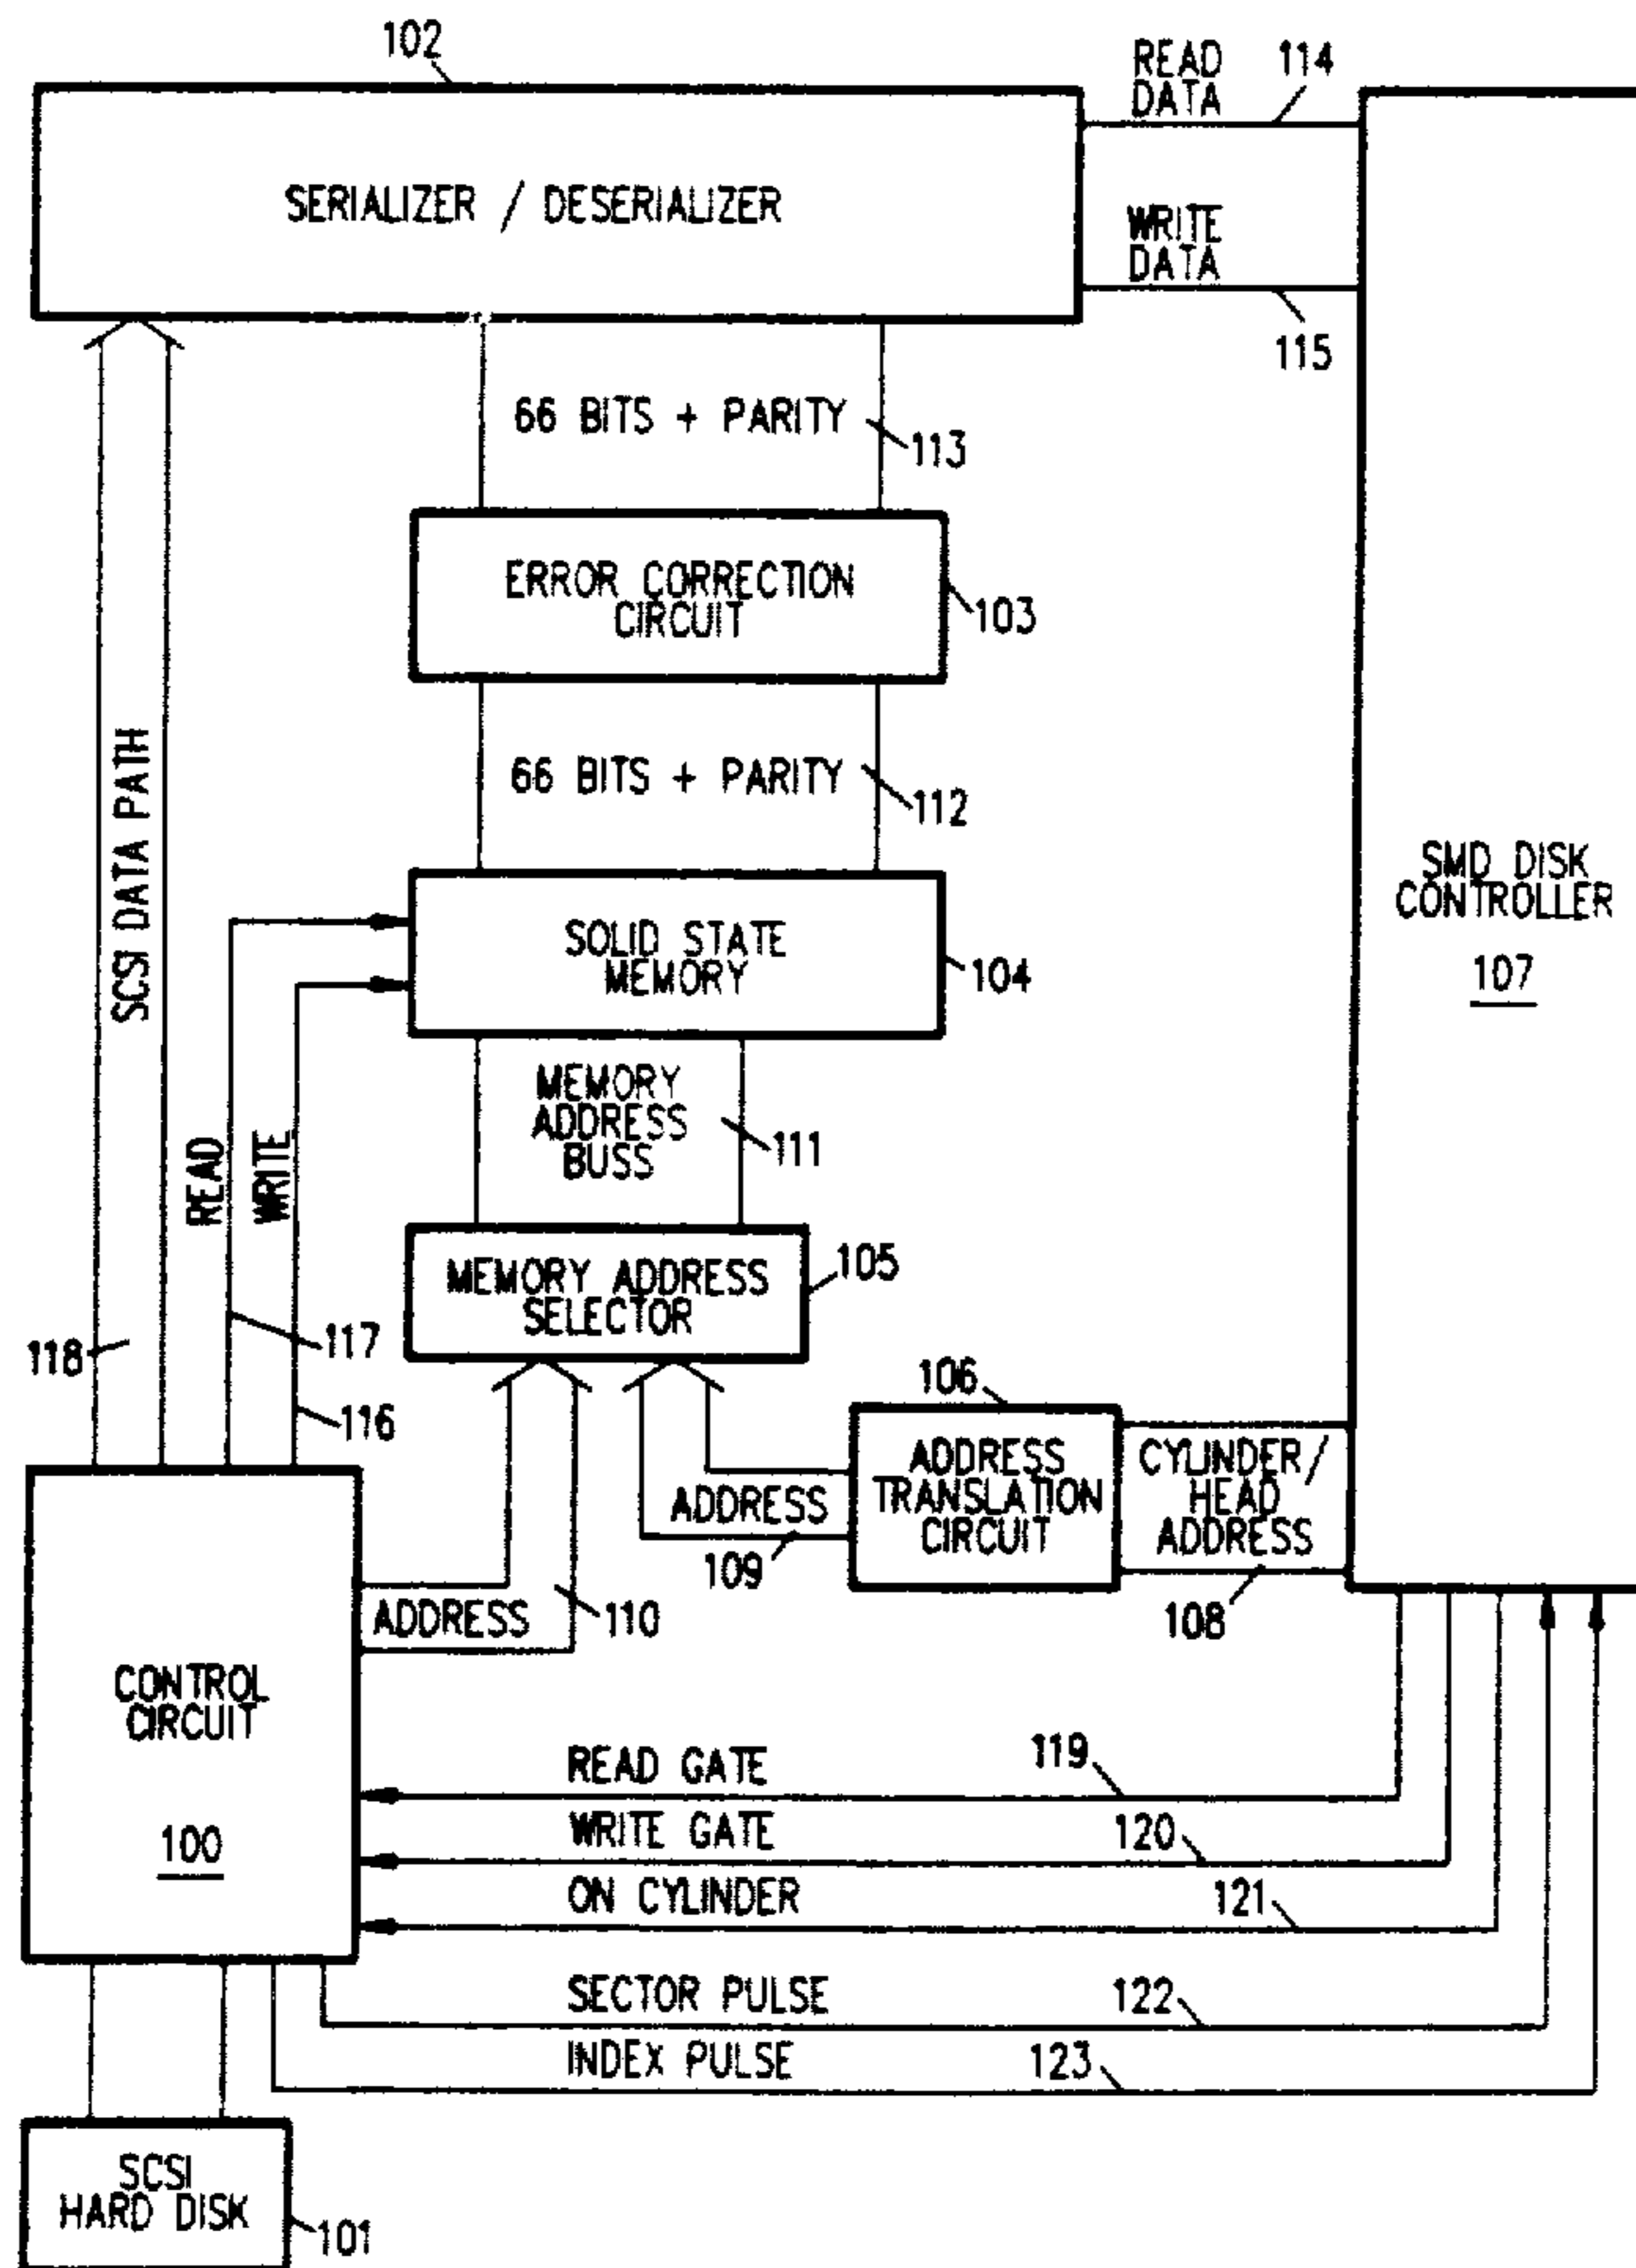 102
READ
DATA
114
SERIALIZER / DESERIALIZER
WRITE
DATA
115
66 BITS + PARITY
113
ERROR CORRECTION
CIRCUIT
103
SCSI DATA PATH
66 BITS + PARITY
112
SMD DISK
CONTROLLER
107
SOLID STATE
MEMORY
104
READ
WRITE
MEMORY
ADDRESS
BUSS
111
MEMORY ADDRESS
SELECTOR
105
118
117
116
106
ADDRESS
TRANSLATION
CIRCUIT
CYLINDER/
HEAD
ADDRESS
108
ADDRESS
109
ADDRESS
110
CONTROL
CIRCUIT
100
READ GATE
119
WRITE GATE
120
ON CYLINDER
121
SECTOR PULSE
122
INDEX PULSE
123
SCSI
HARD DISK
101